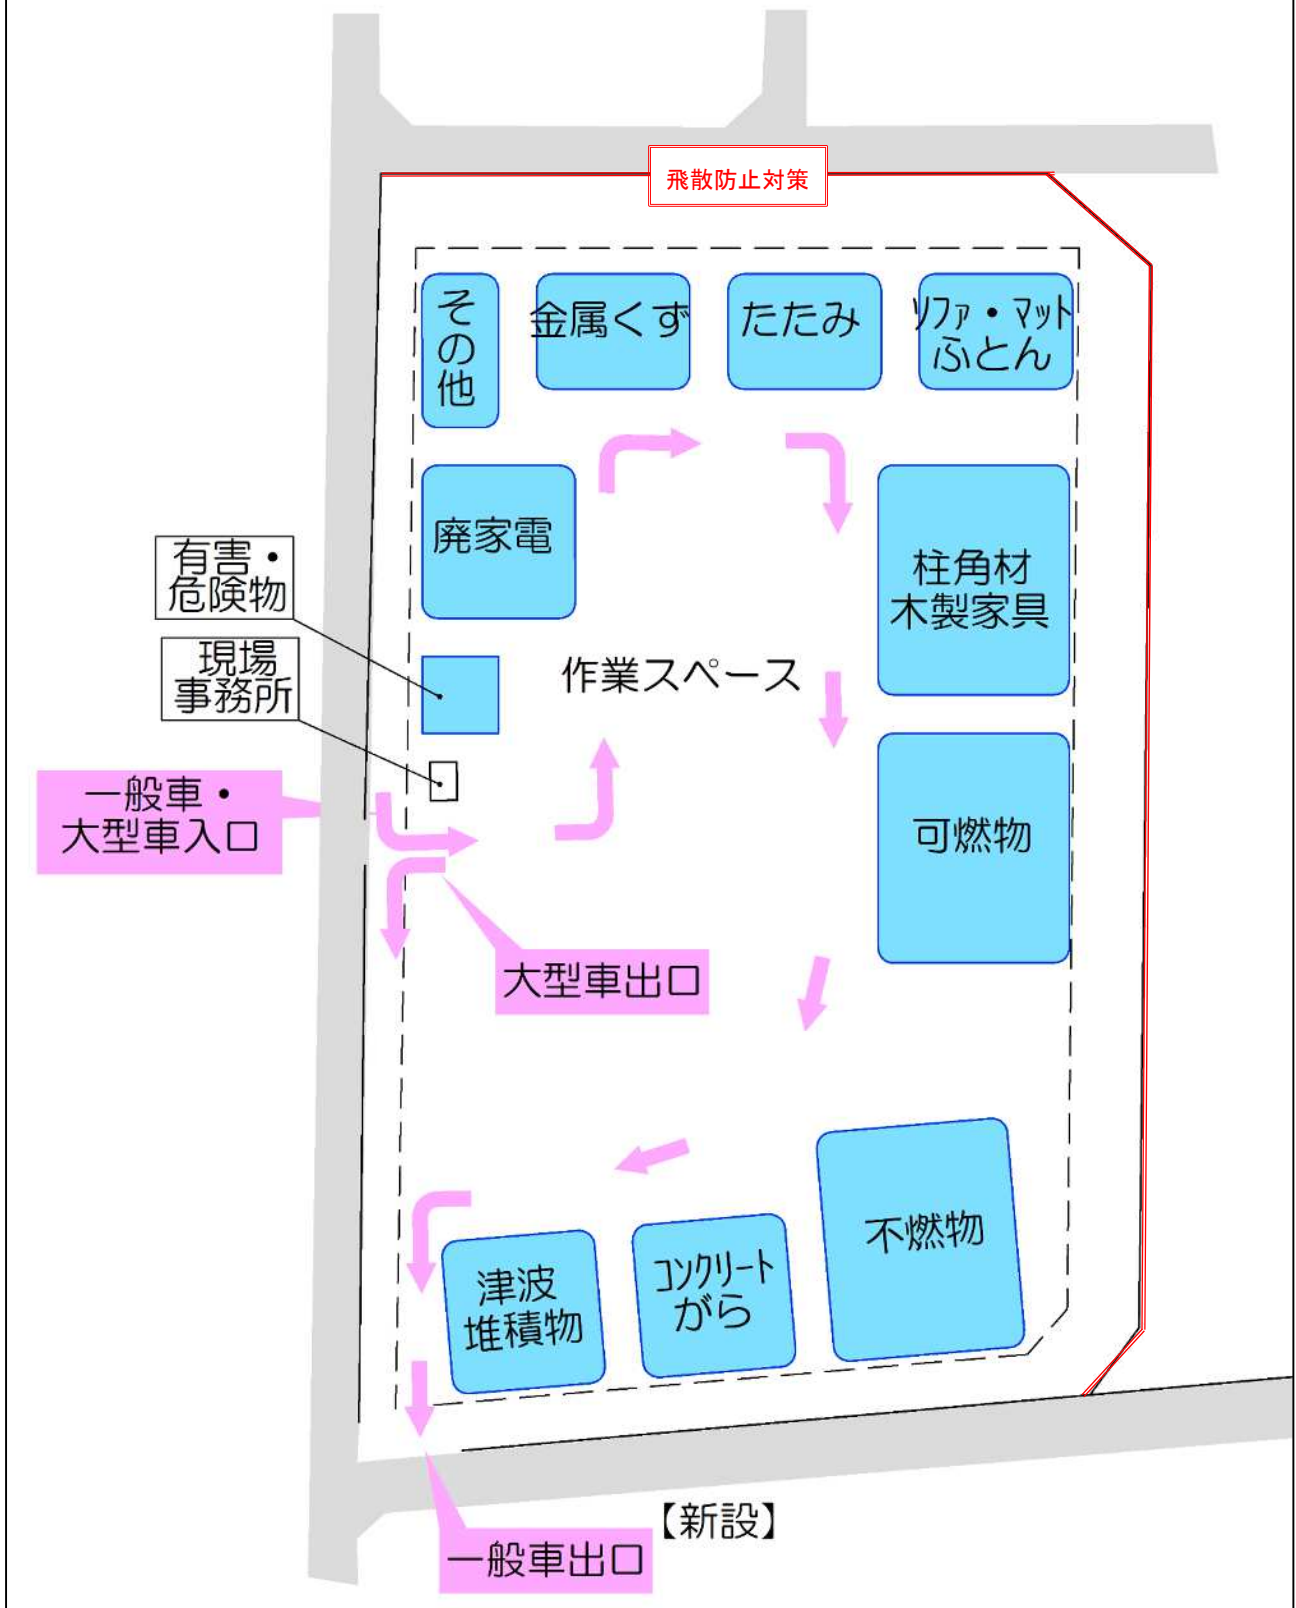 飛散防止対策
その他
金属くず
たたみ
ソファ・マット
ふとん
廃家電
有害・
危険物
柱角材
木製家具
現場
事務所
作業スペース
一般車・
大型車入口
可燃物
大型車出口
不燃物
津波
堆積物
コンクリート
がら
【新設】
一般車出口